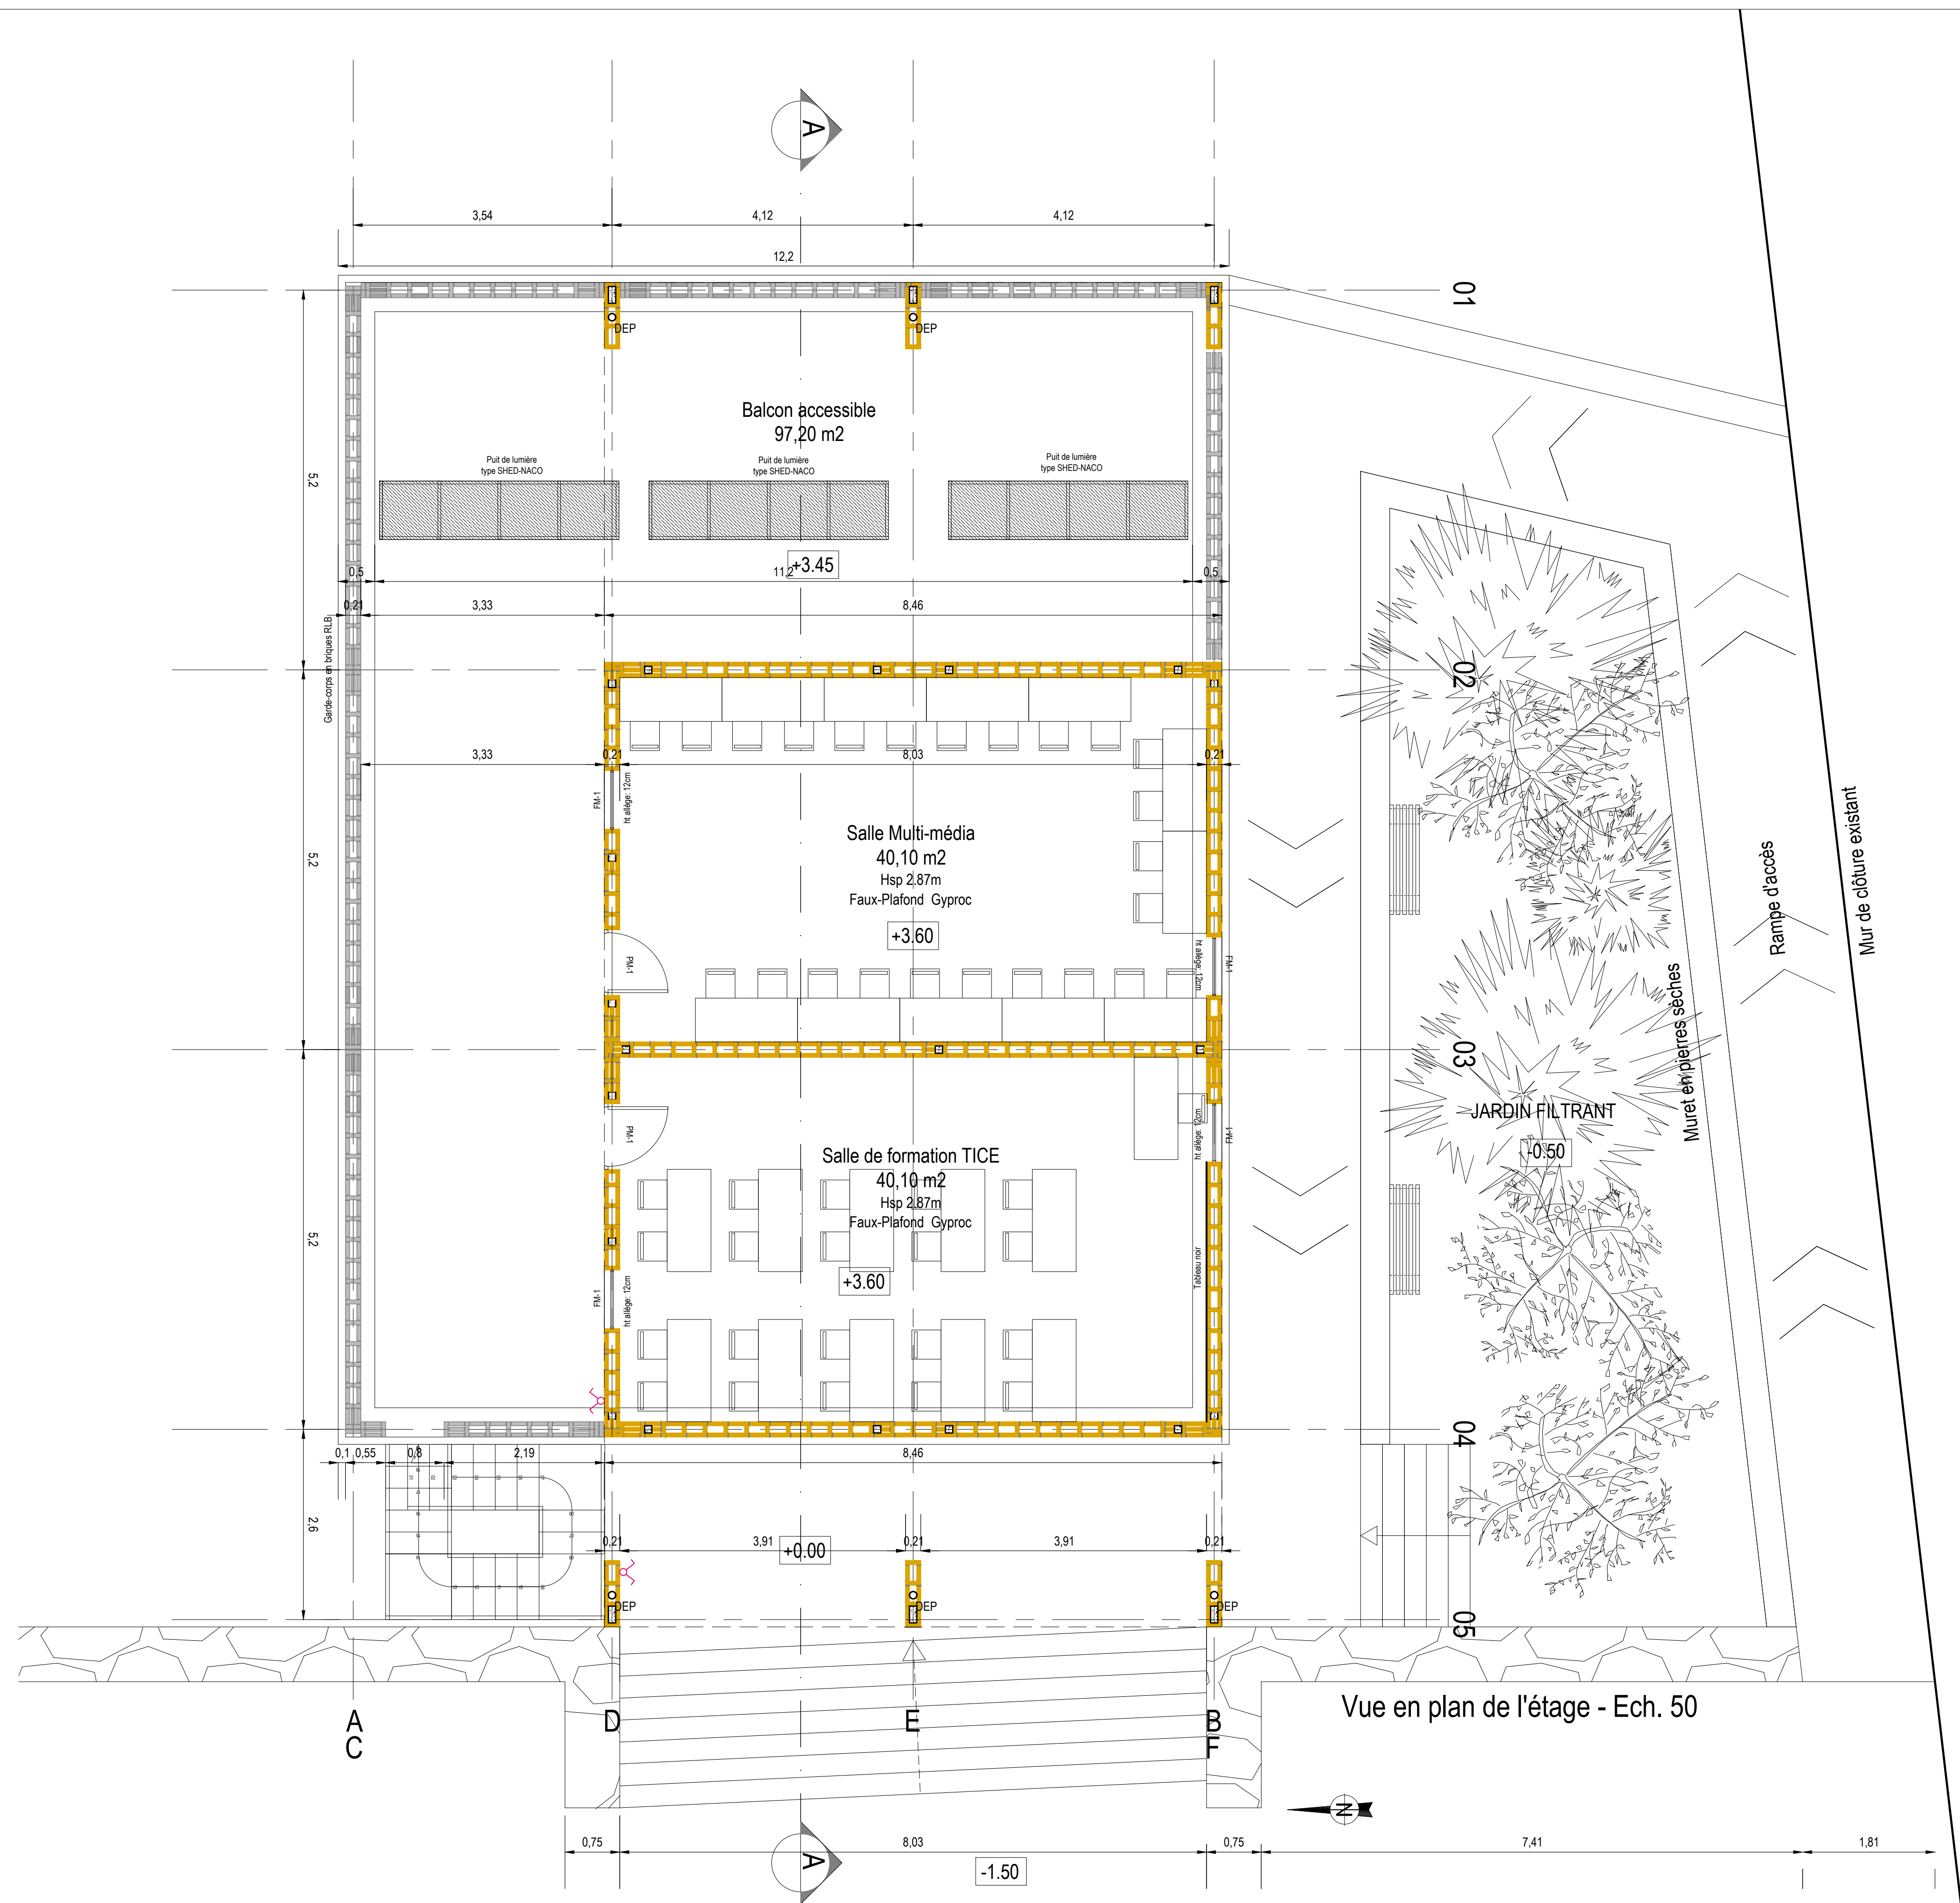 A
3,54
4,12
4,12
12,2
01
DEP
DEP
Balcon accessible
97,20 m2
Puit de lumière
type SHED-NACO
Puit de lumière
type SHED-NACO
Puit de lumière
type SHED-NACO
5,2
+3.45
0,5
11,2
0,5
0,21
3,33
8,46
Garde-corps en briques RLB
02
3,33
0,21
8,03
0,21
FM-1
ht allège: 12cm
Salle Multi-média
40,10 m2
Hsp 2.87m
Faux-Plafond Gyproc
+3.60
5,2
PM-1
ht allège: 12cm
FM-1
Rampe d'accès
Mur de clôture existant
Muret en pierres sèches
03
PM-1
ht allège: 12cm
FM-1
JARDIN FILTRANT
-0.50
Salle de formation TICE
40,10 m2
Hsp 2.87m
Faux-Plafond Gyproc
+3.60
5,2
FM-1
ht allège: 12cm
Tableau noir
04
0,1
0,55
0,8
2,19
8,46
2,6
0,21
3,91
+0.00
0,21
3,91
0,21
DEP
DEP
DEP
05
A
C
D
E
B
F
Vue en plan de l'étage - Ech. 50
N
0,75
A
8,03
0,75
7,41
1,81
-1.50